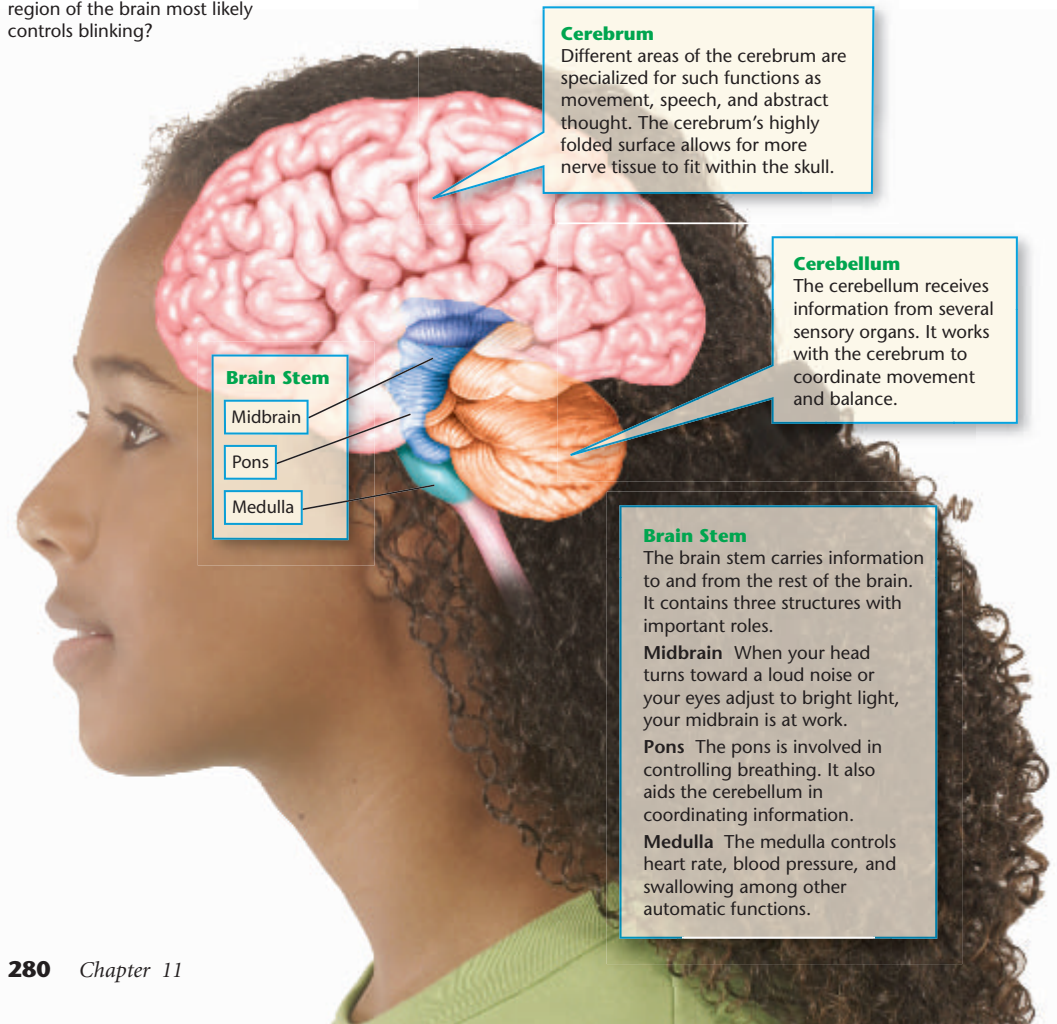 region of the brain most likely
controls blinking?
Cerebrum
Different areas of the cerebrum are
specialized for such functions as
movement, speech, and abstract
thought. The cerebrum's highly
folded surface allows for more
nerve tissue to fit within the skull.
Cerebellum
The cerebellum receives
information from several
sensory organs. It works
with the cerebrum to
coordinate movement
and balance.
Brain Stem
Midbrain
Pons
Medulla
Brain Stem
The brain stem carries information
to and from the rest of the brain.
It contains three structures with
important roles.
Midbrain When your head
turns toward a loud noise or
your eyes adjust to bright light,
your midbrain is at work.
Pons The pons is involved in
controlling breathing. It also
aids the cerebellum in
coordinating information.
Medulla The medulla controls
heart rate, blood pressure, and
swallowing among other
automatic functions.
280 Chapter 11